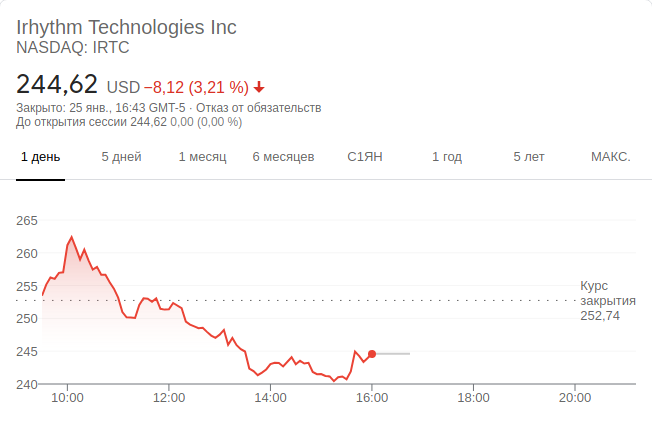 Irhythm Technologies Inc
NASDAQ: IRTC
244,62 USD −8,12 (3,21 %)
Закрыто: 25 янв., 16:43 GMT-5 · Отказ от обязательств
До открытия сессии 244,62 0,00 (0,00 %)
1 день 5 дней 1 месяц 6 месяцев С1ЯН 1 год 5 лет МАКС.
265
260
255
250
245
240
Курс
закрытия
252,74
10:00 12:00 14:00 16:00 18:00 20:00